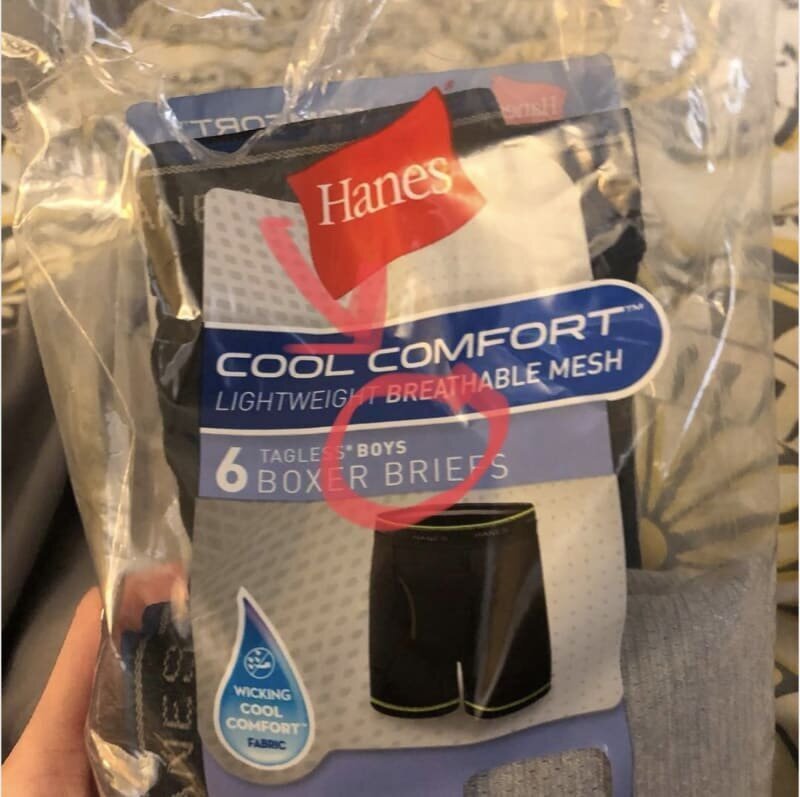 Hanes
COOL COMFORT™
LIGHTWEIGHT BREATHABLE MESH
6 TAGLESS® BOYS
BOXER BRIEFS
WICKING
COOL
COMFORT™
FABRIC